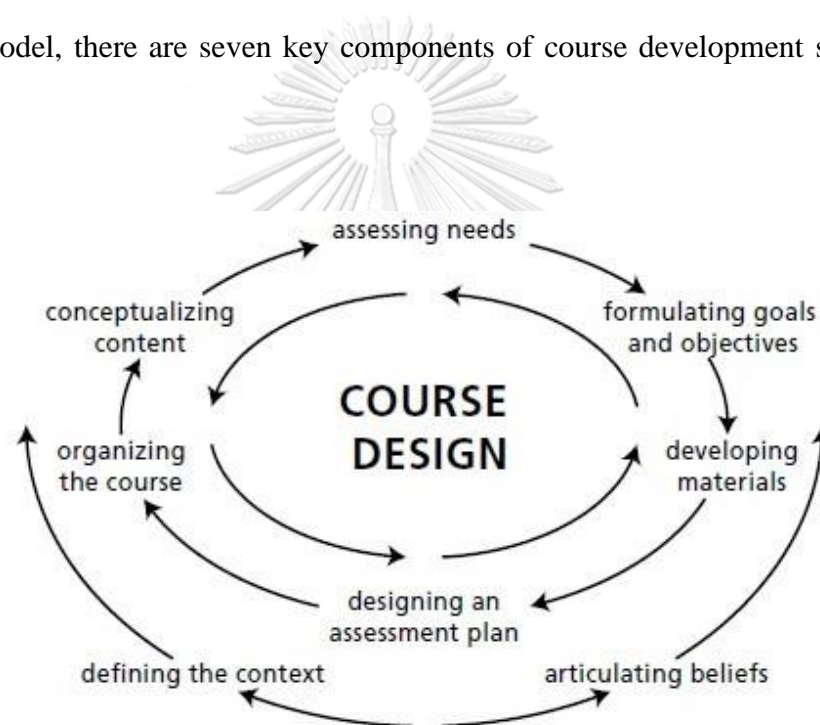 odel, there are seven key components of course development s
assessing needs
conceptualizing
content
formulating goals
and objectives
COURSE
DESIGN
organizing
the course
developing
materials
designing an
assessment plan
defining the context
articulating beliefs